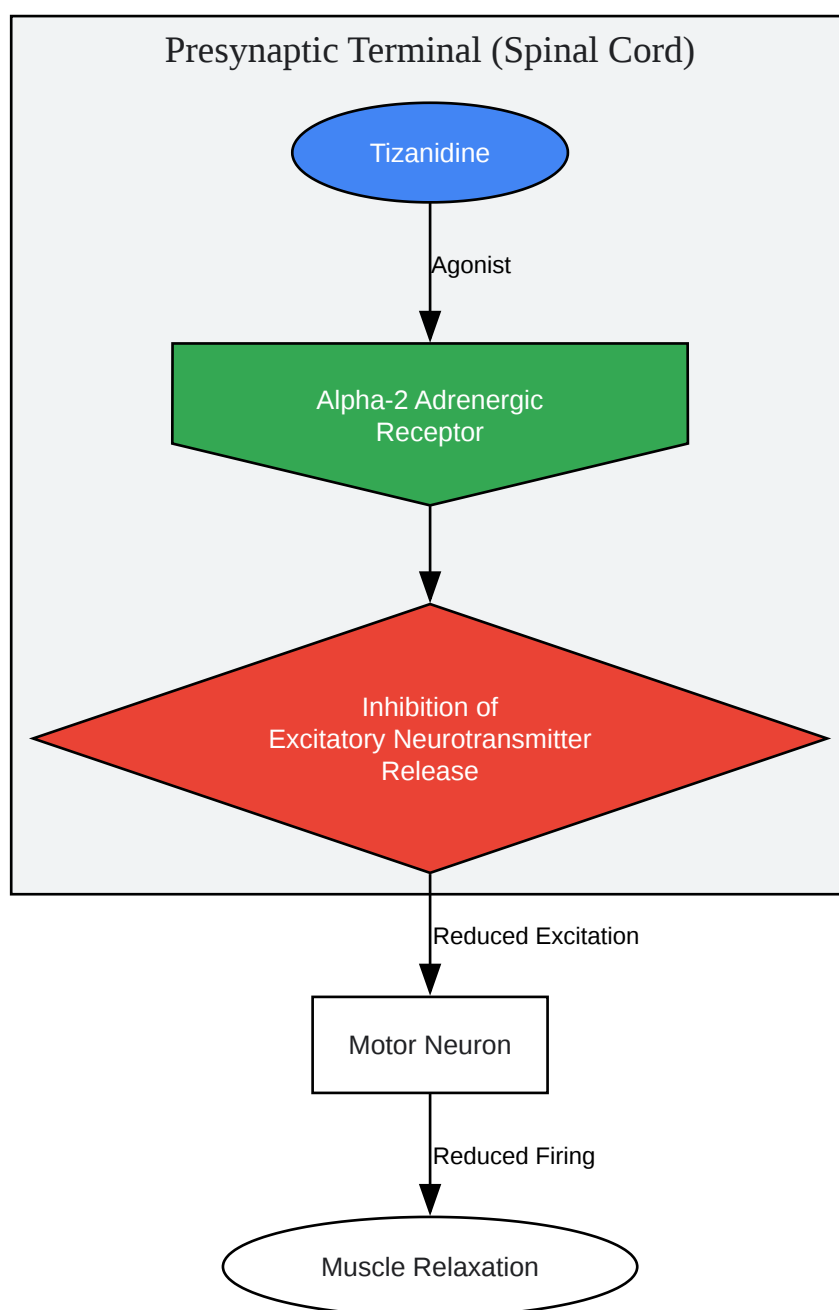 Presynaptic Terminal (Spinal Cord)
Tizanidine
Agonist
Alpha-2 Adrenergic
Receptor
Inhibition of
Excitatory Neurotransmitter
Release
Reduced Excitation
Motor Neuron
Reduced Firing
Muscle Relaxation